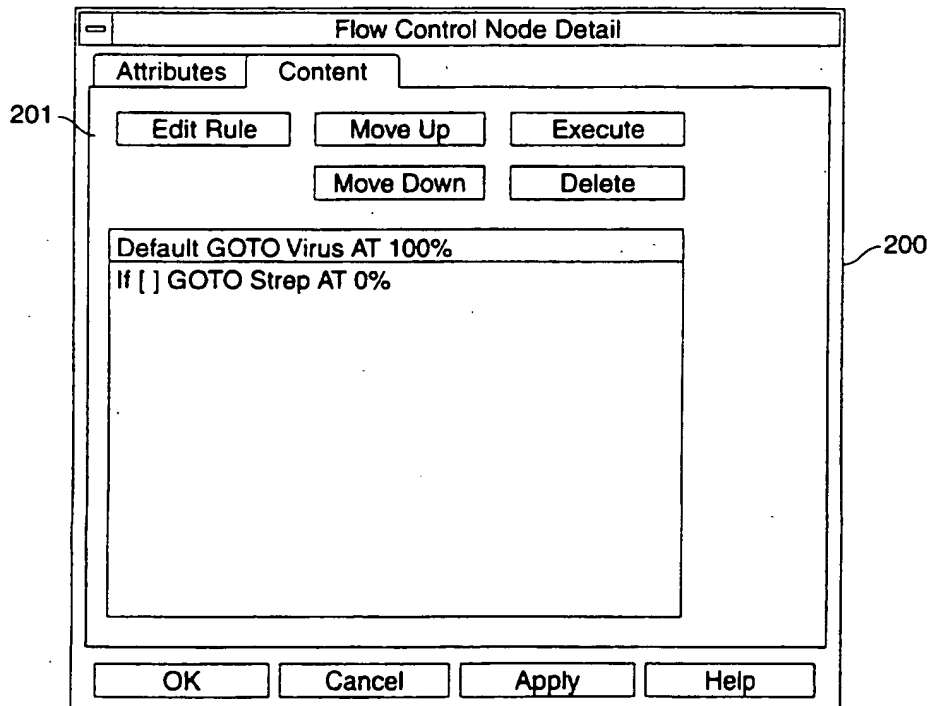 Flow Control Node Detail
Attributes Content
201
Edit Rule Move Up Execute
Move Down Delete
Default GOTO Virus AT 100%
200
If [ ] GOTO Strep AT 0%
OK Cancel Apply Help